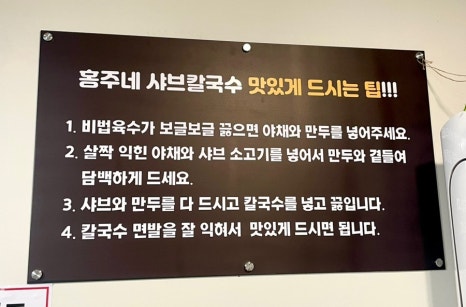 홍주네 샤브칼국수 맛있게 드시는 팁!!!
1. 비법육수가 보글보글 끓으면 야채와 만두를 넣어주세요.
2. 살짝 익힌 야채와 샤브 소고기를 넣어서 만두와 곁들여
담백하게 드세요.
3. 샤브와 만두를 다 드시고 칼국수를 넣고 끓입니다.
4. 칼국수 면발을 잘 익혀서 맛있게 드시면 됩니다.